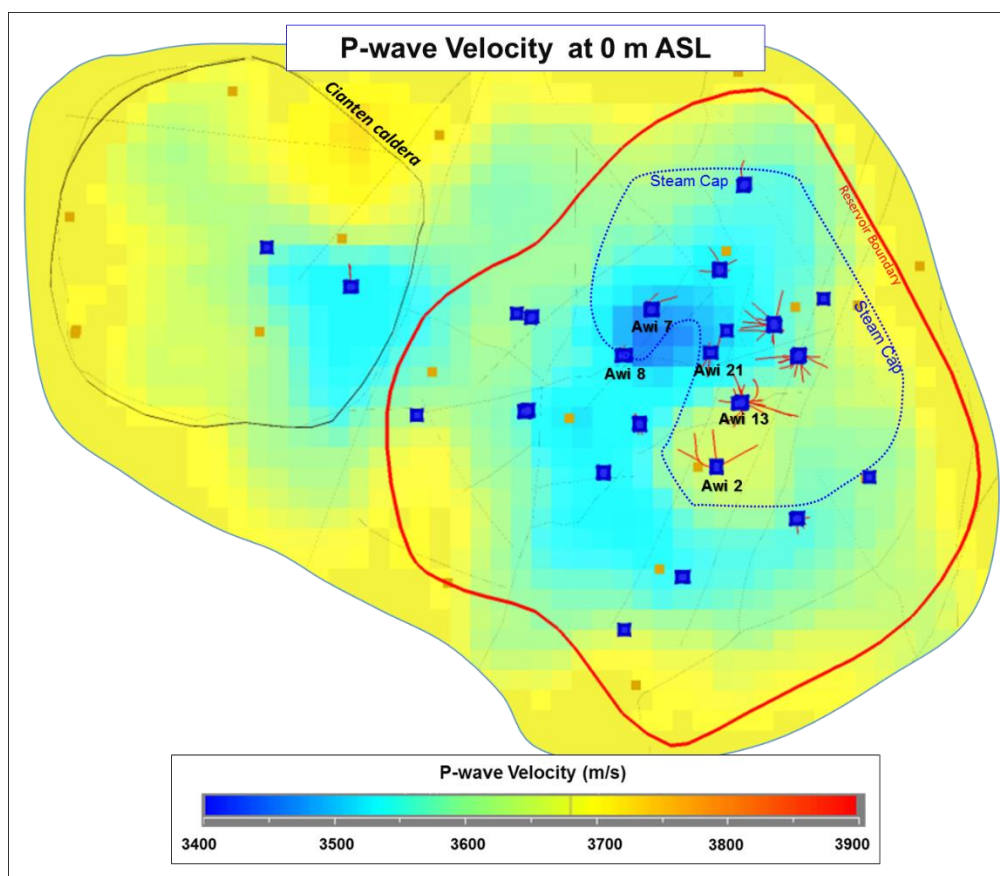 P-wave Velocity at 0 m ASL
Cianten caldera
Steam Cap
Reservoir Boundary
Steam Cap
Awi 7
Awi 8
Awi 21
Awi 13
Awi 2
P-wave Velocity (m/s)
3400 3500 3600 3700 3800 3900